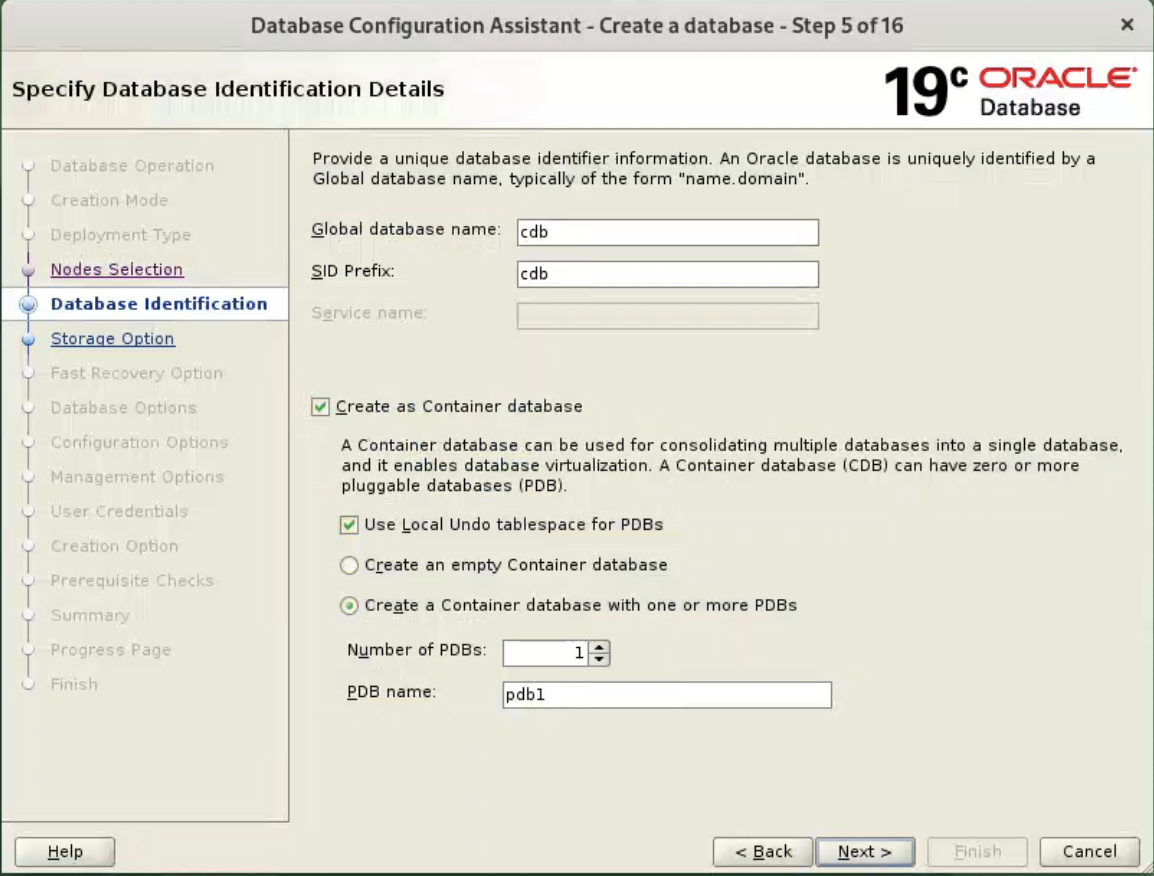 Database Configuration Assistant - Create a database - Step 5 of 16
×
Specify Database Identification Details
19c ORACLE
Database
Database Operation
Creation Mode
Deployment Type
Nodes Selection
Database Identification
Storage Option
Fast Recovery Option
Database Options
Configuration Options
Management Options
User Credentials
Creation Option
Prerequisite Checks
Summary
Progress Page
Finish
Provide a unique database identifier information. An Oracle database is uniquely identified by a
Global database name, typically of the form "name.domain".
Global database name: cdb
SID Prefix: cdb
Service name:
Create as Container database
A Container database can be used for consolidating multiple databases into a single database,
and it enables database virtualization. A Container database (CDB) can have zero or more
pluggable databases (PDB).
Use Local Undo tablespace for PDBs
Create an empty Container database
Create a Container database with one or more PDBs
Number of PDBs: 1
PDB name: pdb1
Help
< Back
Next >
Finish
Cancel